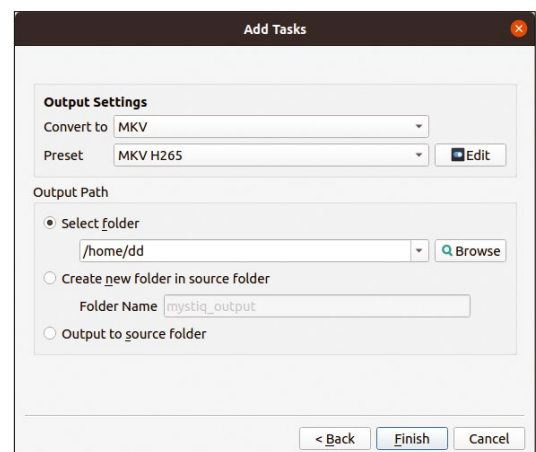 Add Tasks
Output Settings
Convert to MKV
Preset MKV H265 Edit
Output Path
Select folder
/home/dd Browse
Create new folder in source folder
Folder Name mystiq_output
Output to source folder
< Back Finish Cancel